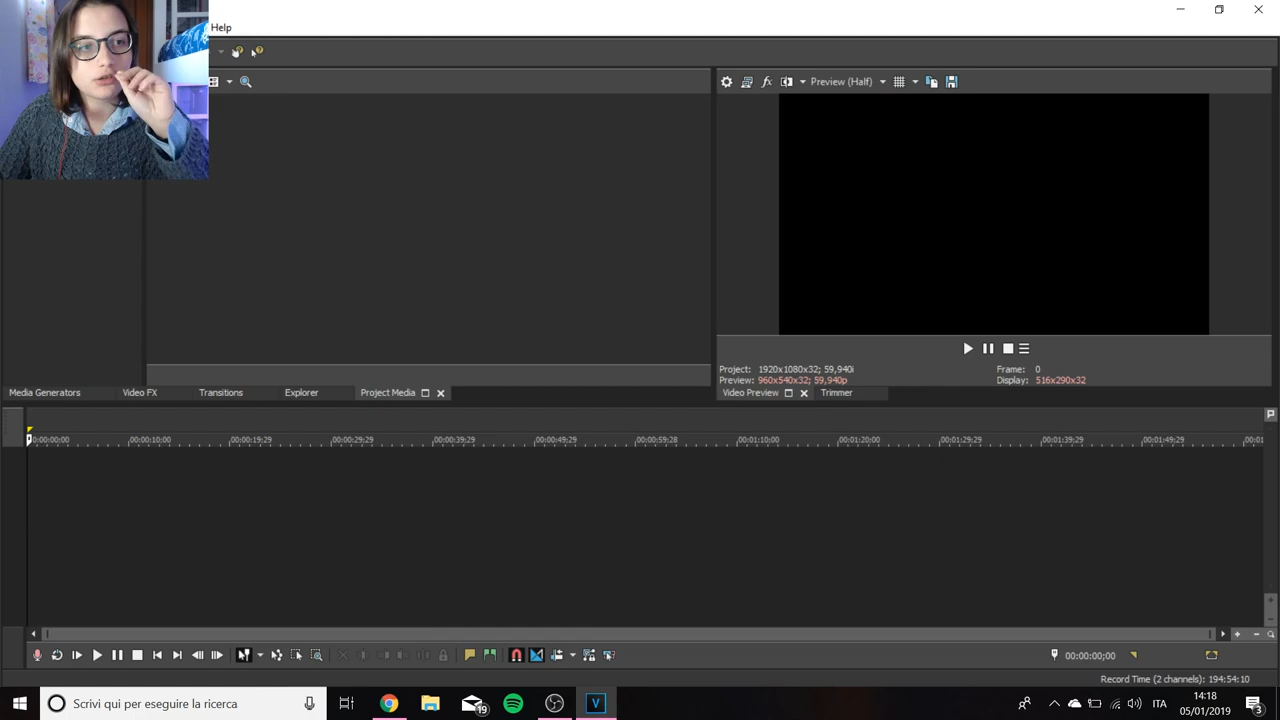 Help
Preview (Half)
Project: 1920x1080x32; 59,940i
Frame: 0
Preview: 960x540x32; 59,940p
Display: 516x290x32
Media Generators
Video FX
Transitions
Explorer
Project Media
Video Preview
Trimmer
00:00:00;00 00:00:10;00 00:00:19;29 00:00:29;29 00:00:39;29 00:00:49;29 00:00:59;28 00:01:10;00 00:01:20;00 00:01:29;29 00:01:39;29 00:01:49;29
00:00:00;00
Record Time (2 channels): 194:54:10
Scrivi qui per eseguire la ricerca
19
V
ITA
14:18
05/01/2019
3